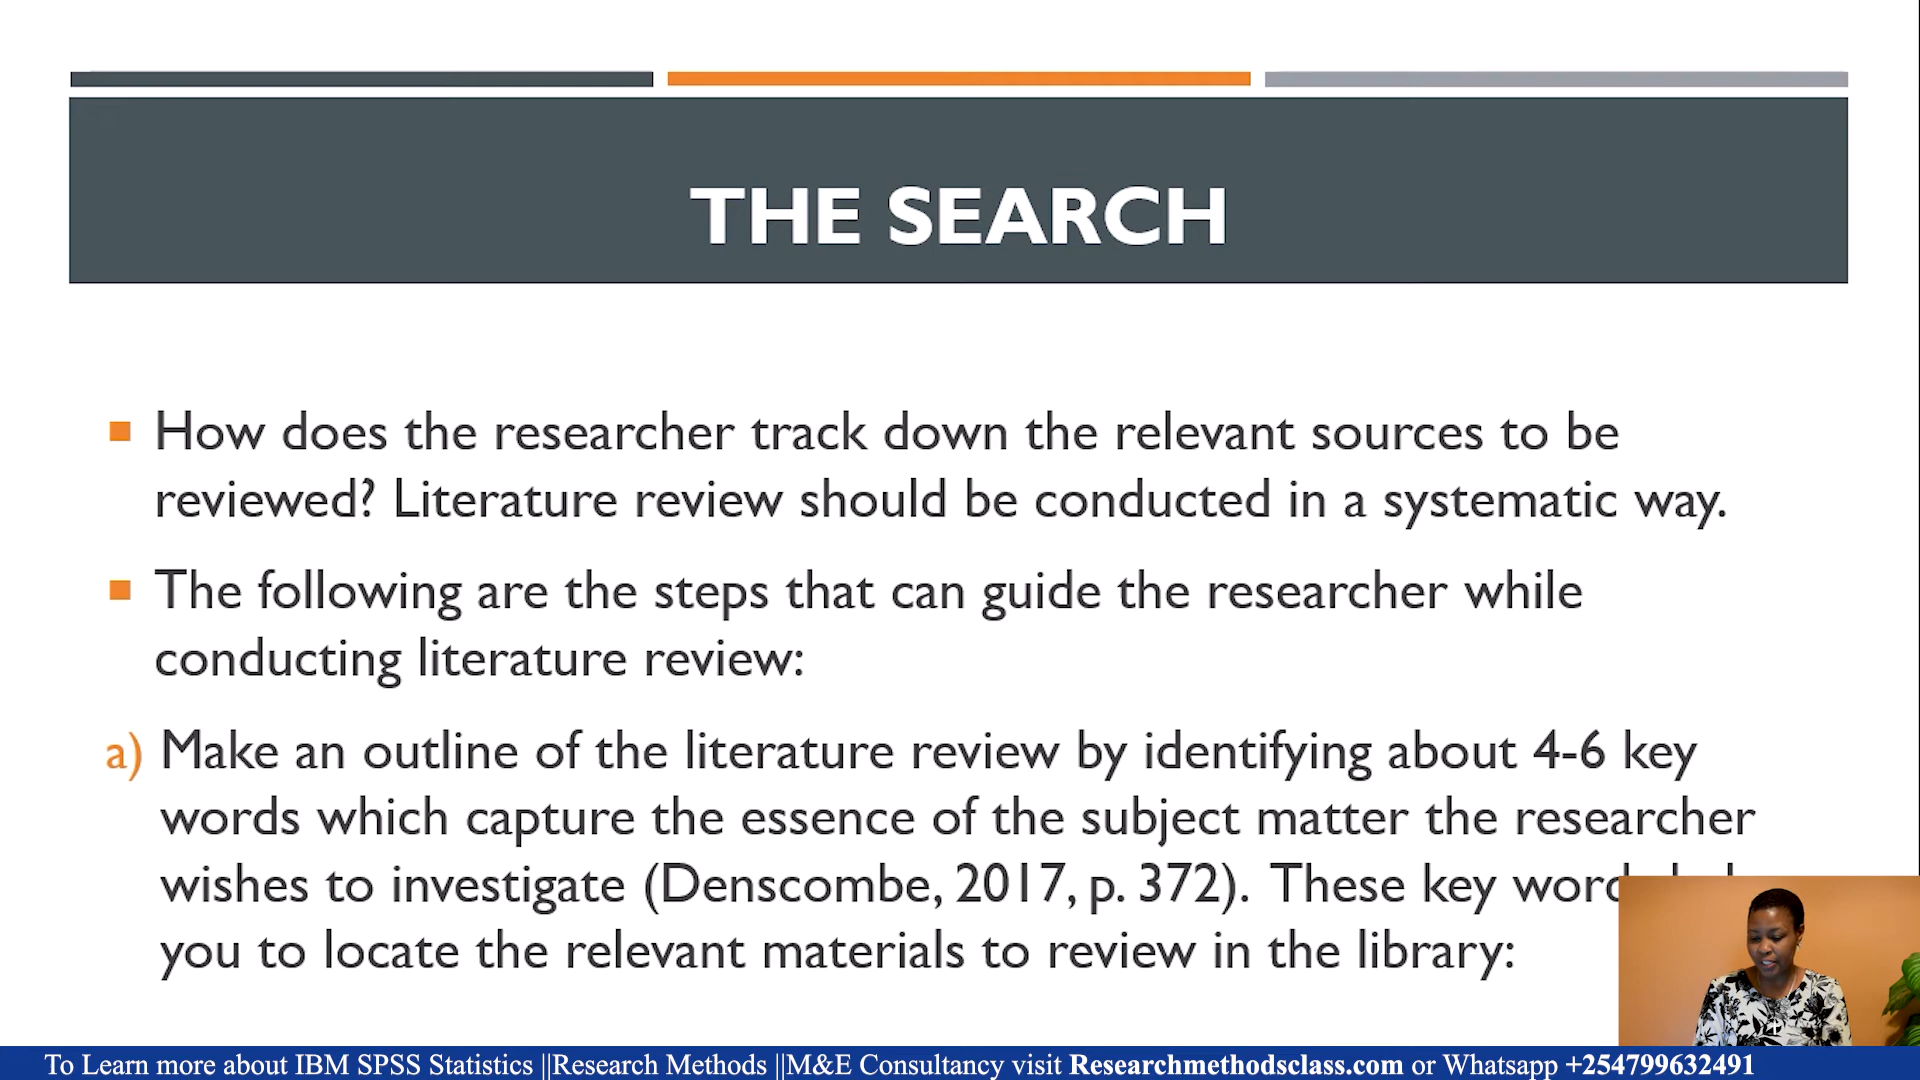 THE SEARCH
How does the researcher track down the relevant sources to be
reviewed? Literature review should be conducted in a systematic way.
The following are the steps that can guide the researcher while
conducting literature review:
a) Make an outline of the literature review by identifying about 4-6 key
words which capture the essence of the subject matter the researcher
wishes to investigate (Denscombe, 2017, p. 372). These key
you to locate the relevant materials to review in the library:
To Learn more about IBM SPSS Statistics ||Research Methods ||M&E Consultancy visit Researchmethodsclass.com or Whatsapp +254799632491